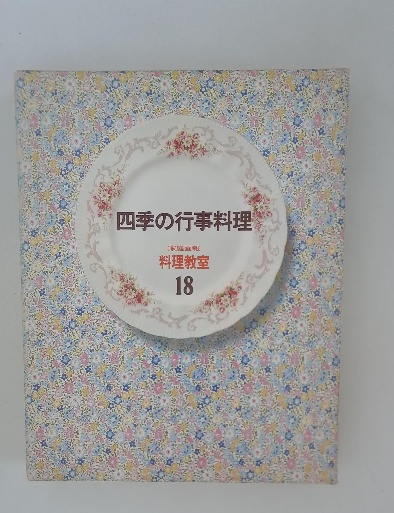 四季の行事料理
[家庭画報]
料理教室
18